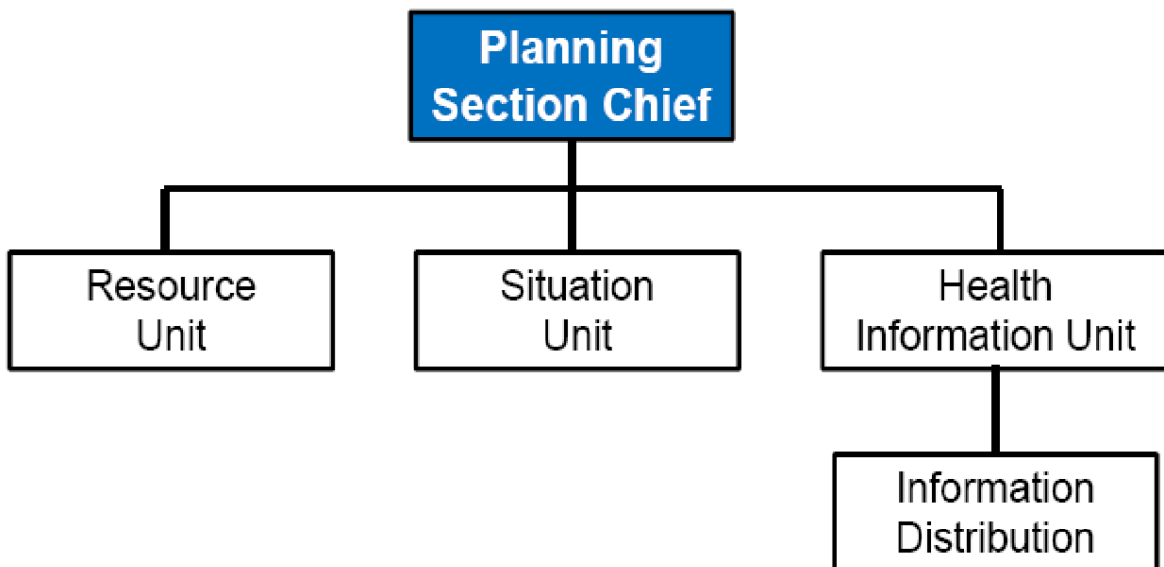 Planning
Section Chief
Resource
Unit
Situation
Unit
Health
Information Unit
Information
Distribution